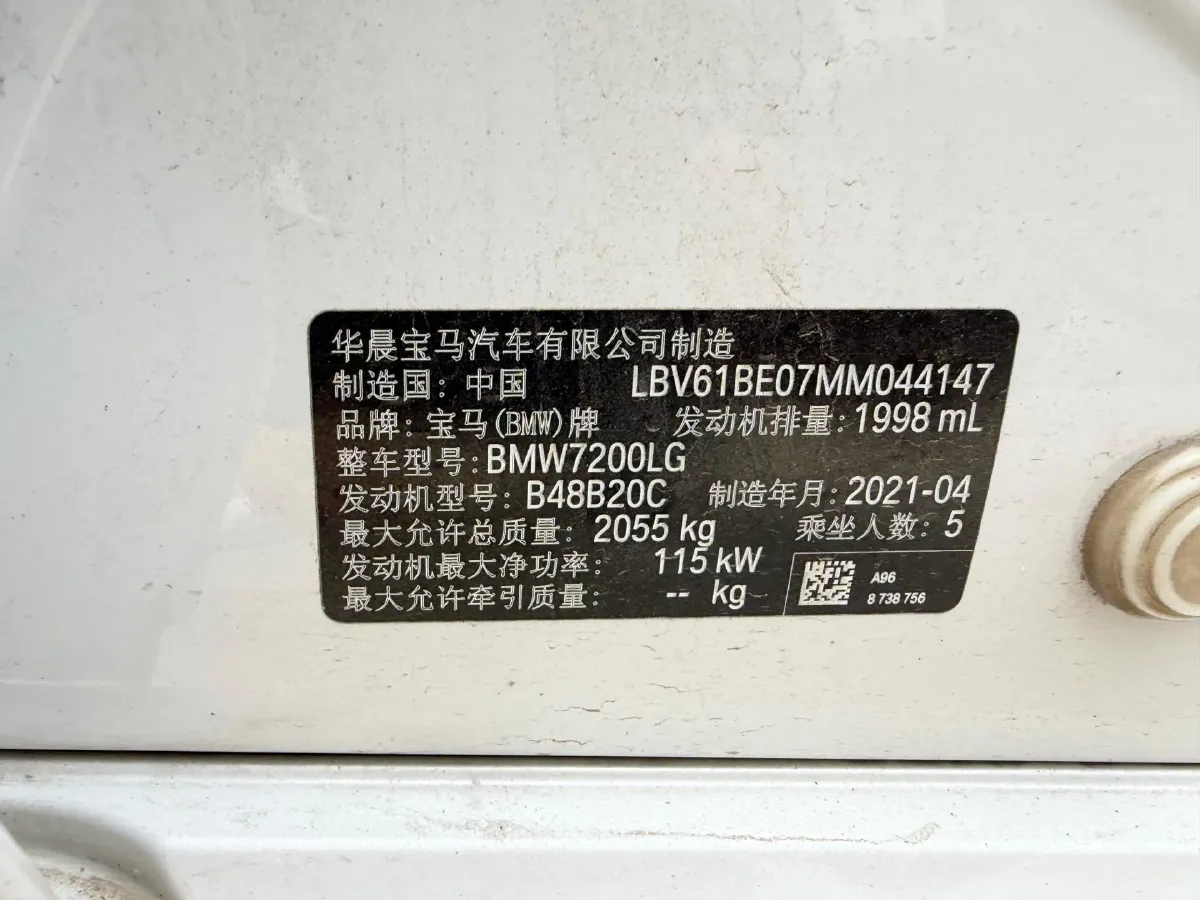 华晨宝马汽车有限公司制造
制造国: 中国 LBV61BE07MM044147
品牌: 宝马(BMW)牌 发动机排量: 1998 mL
整车型号: BMW7200LG
发动机型号: B48B20C 制造年月: 2021-04
最大允许总质量: 2055 kg 乘坐人数: 5
发动机最大净功率: 115 kW
最大允许牵引质量: -- kg
A96
8 738 756